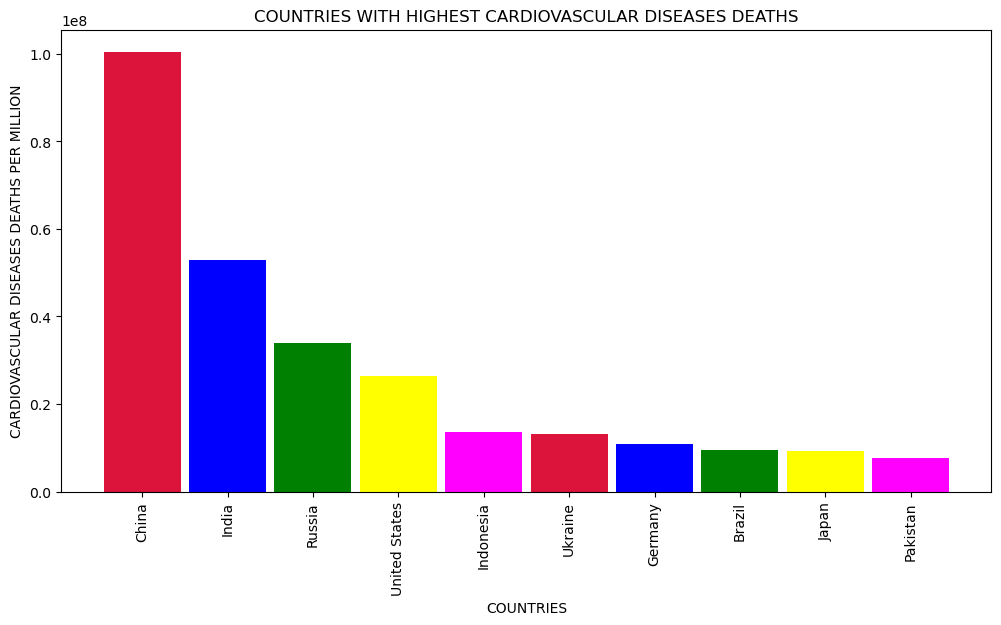 COUNTRIES WITH HIGHEST CARDIOVASCULAR DISEASES DEATHS
1e8
1.0
0.8
0.6
0.4
0.2
0.0
CARDIOVASCULAR DISEASES DEATHS PER MILLION
China
India
Russia
United States
Indonesia
Ukraine
Germany
Brazil
Japan
Pakistan
COUNTRIES